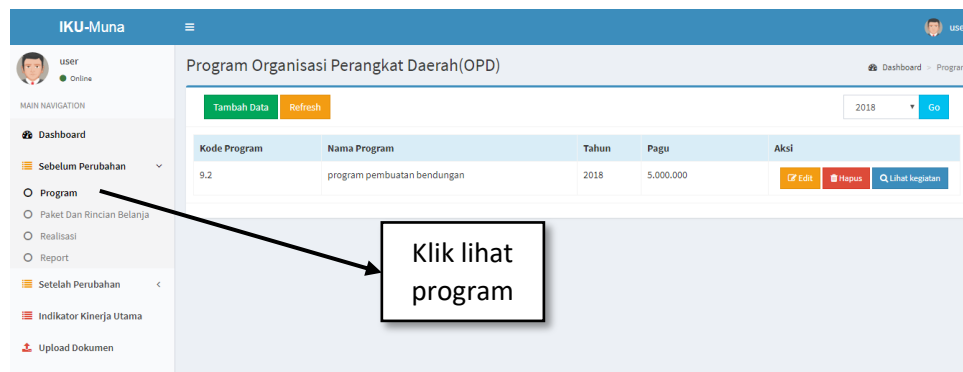 IKU-Muna
use
user
Online
Program Organisasi Perangkat Daerah(OPD)
Dashboard > Program
MAIN NAVIGATION
Tambah Data Refresh 2018 Go
Dashboard
Sebelum Perubahan
Program
Paket Dan Rincian Belanja
Realisasi
Report
Setelah Perubahan
Indikator Kinerja Utama
Upload Dokumen
Kode Program Nama Program Tahun Pagu Aksi
9.2 program pembuatan bendungan 2018 5.000.000 Edit Hapus Lihat kegiatan
Klik lihat
program